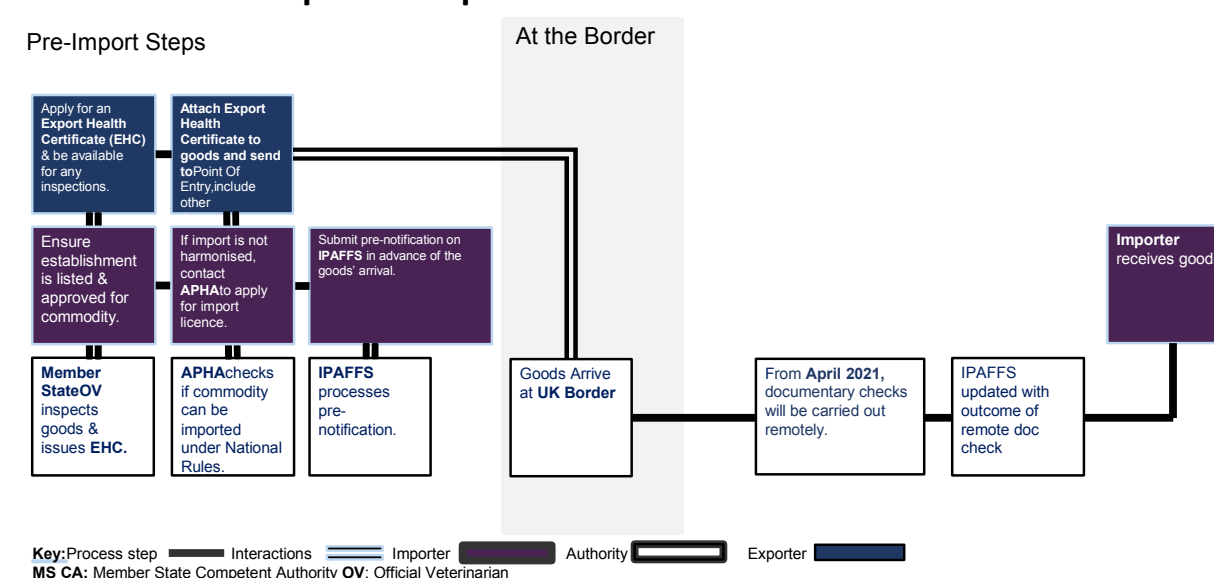 Pre-Import Steps
At the Border
Apply for an
Export Health
Certificate (EHC)
& be available
for any
inspections.
Attach Export
Health
Certificate to
goods and send
toPoint Of
Entry,include
other
Ensure
establishment
is listed &
approved for
commodity.
If import is not
harmonised,
contact
APHAto apply
for import
licence.
Submit pre-notification on
IPAFFS in advance of the
goods' arrival.
Importer
receives good
Member
StateOV
inspects
goods &
issues EHC.
APHAchecks
if commodity
can be
imported
under National
Rules.
IPAFFS
processes
pre-
notification.
Goods Arrive
at UK Border
From April 2021,
documentary checks
will be carried out
remotely.
IPAFFS
updated with
outcome of
remote doc
check
Key:Process step Interactions Importer Authority Exporter
MS CA: Member State Competent Authority OV: Official Veterinarian